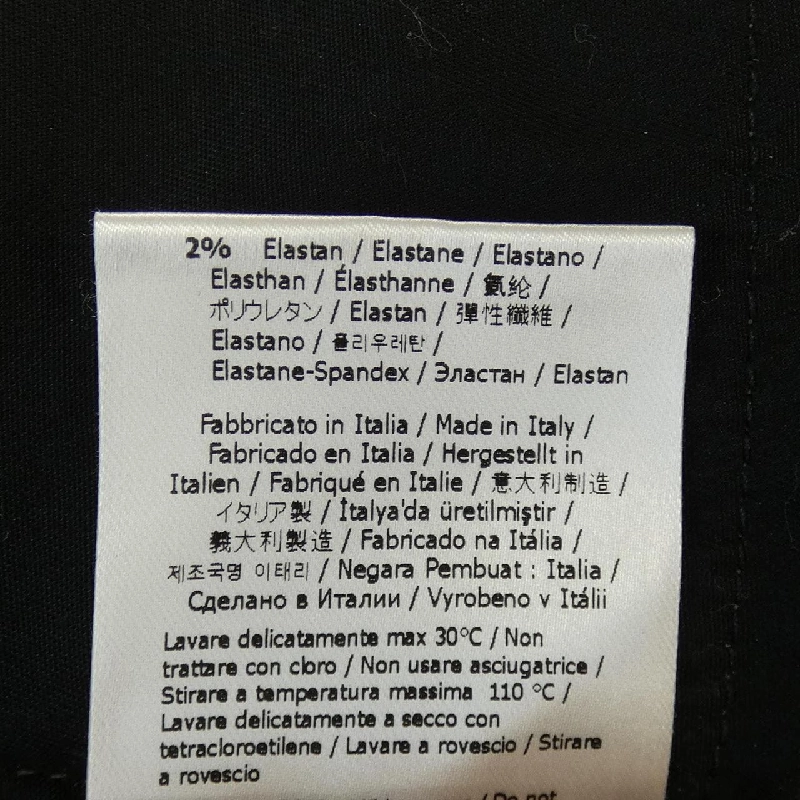 2% Elastan / Elastane / Elastano /
Elasthan / Élasthanne / 氨纶 /
ポリウレタン / Elastan / 彈性纖維 /
Elastano / 폴리우레탄 /
Elastane-Spandex / Эластан / Elastan
Fabbricato in Italia / Made in Italy /
Fabricado en Italia / Hergestellt in
Italien / Fabriqué en Italie / 意大利制造 /
イタリア製 / İtalya'da üretilmiştir /
義大利製造 / Fabricado na Itália /
제조국명 이태리 / Negara Pembuat : Italia /
Сделано в Италии / Vyrobeno v Itálii
Lavare delicatamente max 30°C / Non
trattare con cloro / Non usare asciugatrice /
Stirare a temperatura massima 110 °C /
Lavare delicatamente a secco con
tetracloroetilene / Lavare a rovescio / Stirare
a rovescio
/ Do not